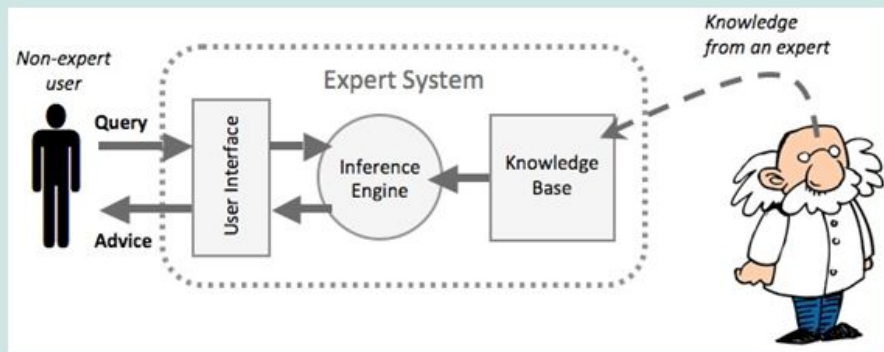 Knowledge
from an expert
Non-expert
user
Expert System
Query
User Interface
Inference
Engine
Knowledge
Base
Advice